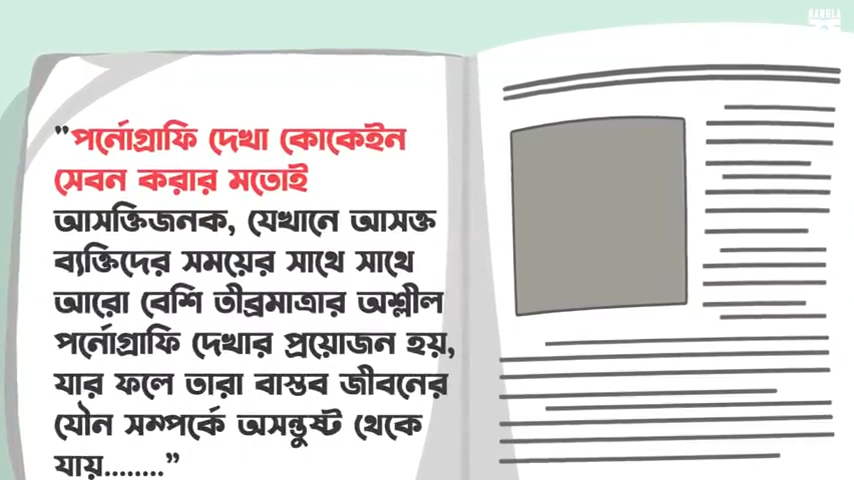 BANGLA
"পর্নোগ্রাফি দেখা কোকেইন
সেবন করার মতোই
আসক্তিজনক, যেখানে আসক্ত
ব্যক্তিদের সময়ের সাথে সাথে
আরো বেশি তীব্রমাত্রার অশ্লীল
পর্নোগ্রাফি দেখার প্রয়োজন হয়,
যার ফলে তারা বাস্তব জীবনের
যৌন সম্পর্কে অসন্তুষ্ট থেকে
যায়........”